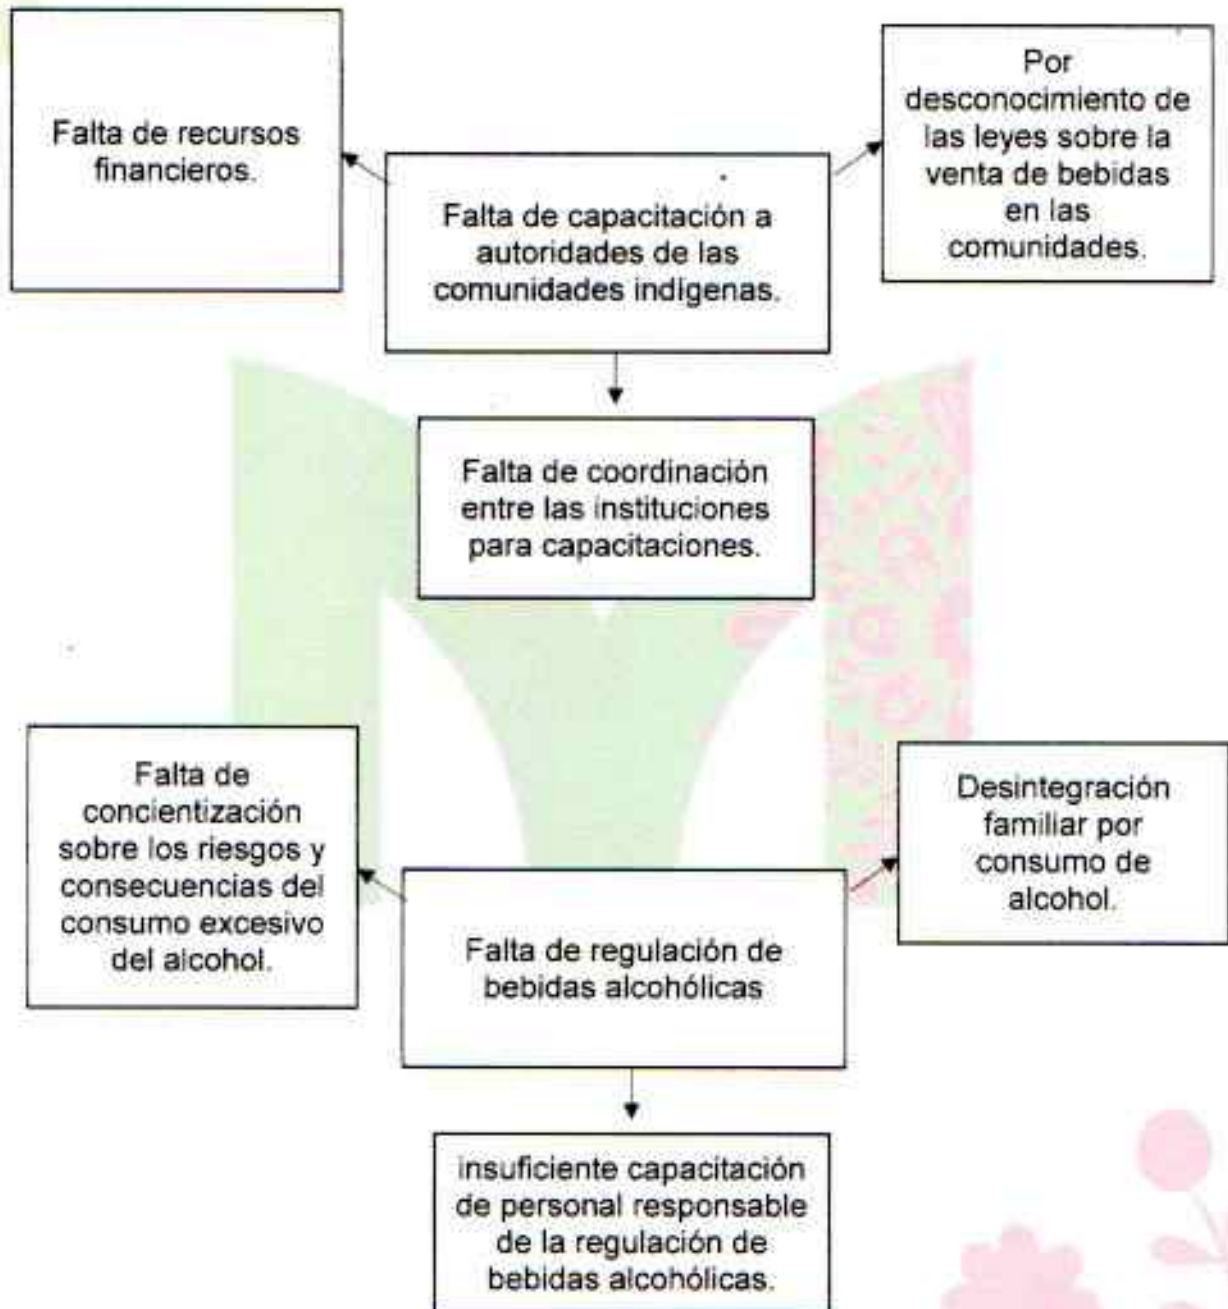 Falta de recursos
financieros.
Por
desconocimiento de
las leyes sobre la
venta de bebidas
en las
comunidades.
Falta de capacitación a
autoridades de las
comunidades indígenas.
Falta de coordinación
entre las instituciones
para capacitaciones.
Falta de
concientización
sobre los riesgos y
consecuencias del
consumo excesivo
del alcohol.
Desintegración
familiar por
consumo de
alcohol.
Falta de regulación de
bebidas alcohólicas
insuficiente capacitación
de personal responsable
de la regulación de
bebidas alcohólicas.